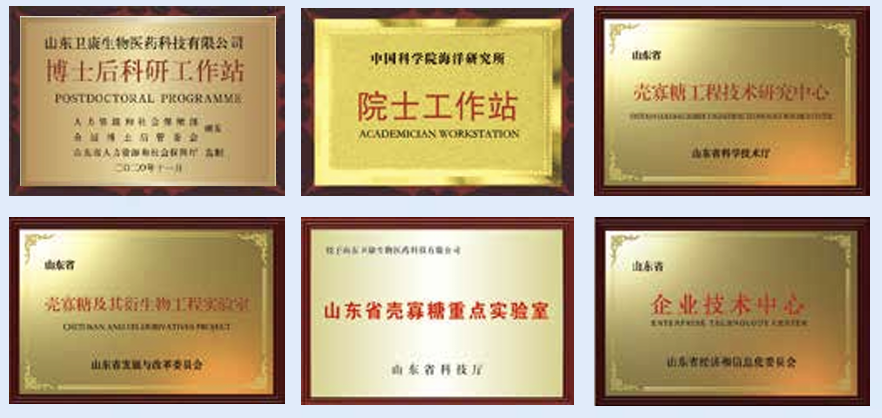 山东卫康生物医药科技有限公司
博士后科研工作站
POSTDOCTORAL PROGRAMME
人力资源和社会保障部
全国博士后管委会
颁发
山东省人力资源和社会保障厅 监制
二〇二〇年十一月
中国科学院海洋研究所
院士工作站
ACADEMICIAN WORKSTATION
山东省
壳寡糖工程技术研究中心
山东省科学技术厅
山东省
壳寡糖及其衍生物工程实验室
CHITOSAN AND ITS DERIVATIVES PROJECT
山东省发展与改革委员会
授予山东卫康生物医药科技有限公司
山东省壳寡糖重点实验室
山东省科技厅
山东省
企业技术中心
ENTERPRISE TECHNOLOGY CENTER
山东省经济和信息化委员会